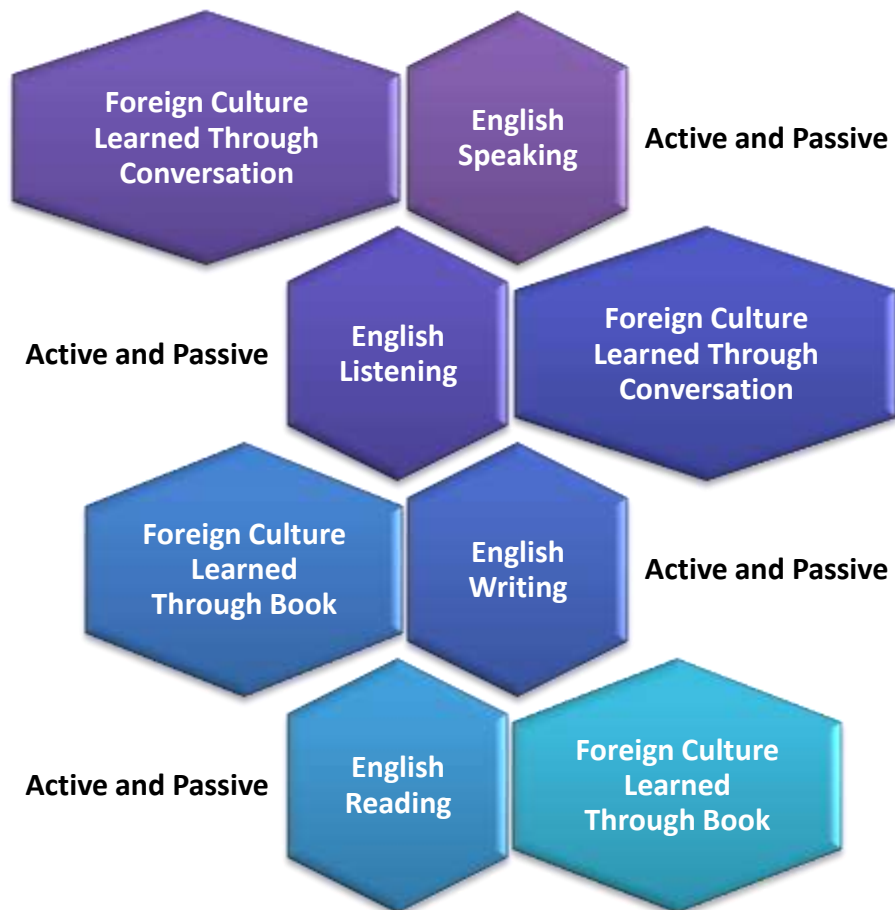 Foreign Culture
Learned Through
Conversation
English
Speaking
Active and Passive
Active and Passive
English
Listening
Foreign Culture
Learned Through
Conversation
Foreign Culture
Learned
Through Book
English
Writing
Active and Passive
Active and Passive
English
Reading
Foreign Culture
Learned
Through Book